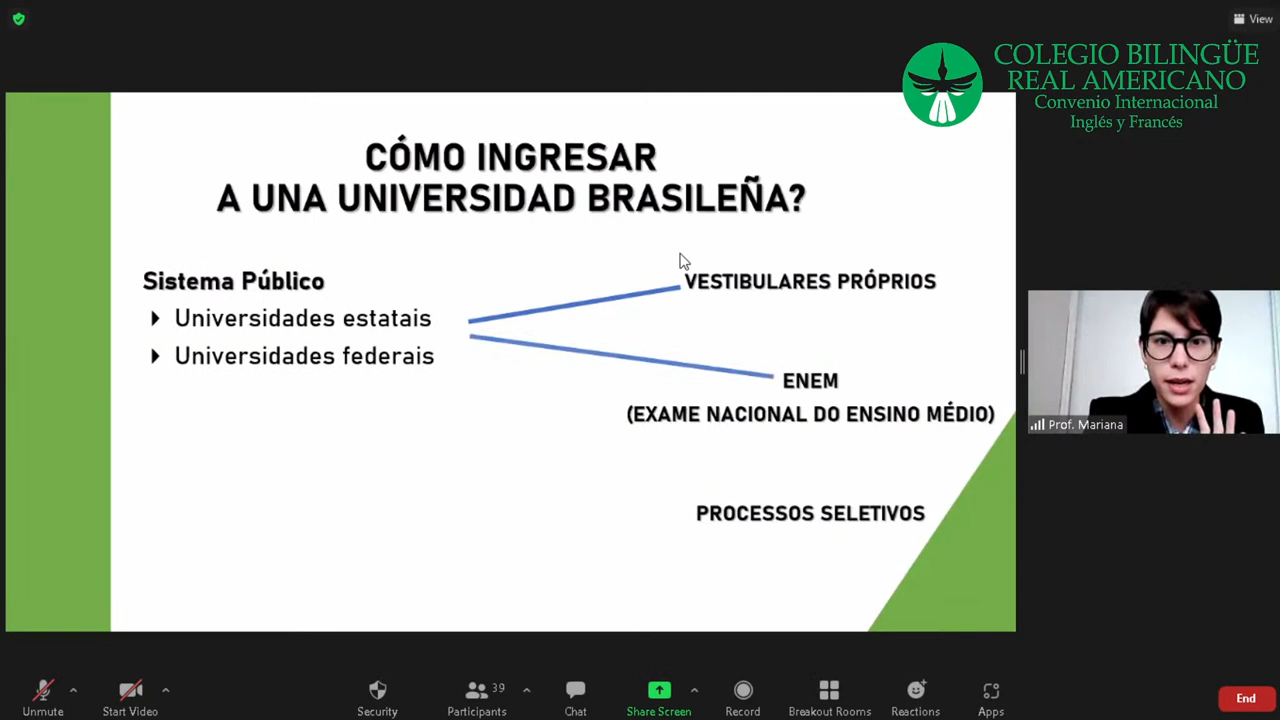 View
COLEGIO BILINGÜE
REAL AMERICANO
Convenio Internacional
Inglés y Francés
CÓMO INGRESAR
A UNA UNIVERSIDAD BRASILEÑA?
Sistema Público
Universidades estatais
Universidades federais
VESTIBULARES PRÓPRIOS
ENEM
(EXAME NACIONAL DO ENSINO MÉDIO)
PROCESSOS SELETIVOS
Prof. Mariana
Unmute
Start Video
Security
Participants
39
Chat
Share Screen
Record
Breakout Rooms
Reactions
Apps
End